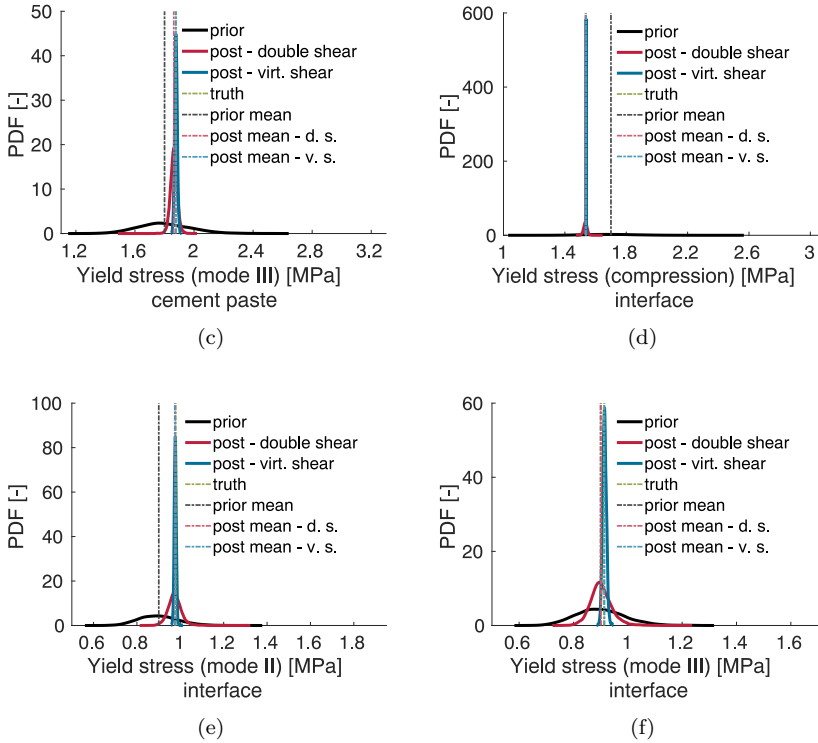 50
40
30
20
10
0
PDF [-]
prior
post - double shear
post - virt. shear
truth
prior mean
post mean - d. s.
post mean - v. s.
1.2 1.6 2 2.4 2.8 3.2
Yield stress (mode III) [MPa]
cement paste
(c)
600
400
200
0
PDF [-]
prior
post - double shear
post - virt. shear
truth
prior mean
post mean - d. s.
post mean - v. s.
1 1.4 1.8 2.2 2.6 3
Yield stress (compression) [MPa]
interface
(d)
100
80
60
40
20
0
PDF [-]
prior
post - double shear
post - virt. shear
truth
prior mean
post mean - d. s.
post mean - v. s.
0.6 0.8 1 1.2 1.4 1.6 1.8
Yield stress (mode II) [MPa]
interface
(e)
60
40
20
0
PDF [-]
prior
post - double shear
post - virt. shear
truth
prior mean
post mean - d. s.
post mean - v. s.
0.6 0.8 1 1.2 1.4 1.6
Yield stress (mode III) [MPa]
interface
(f)